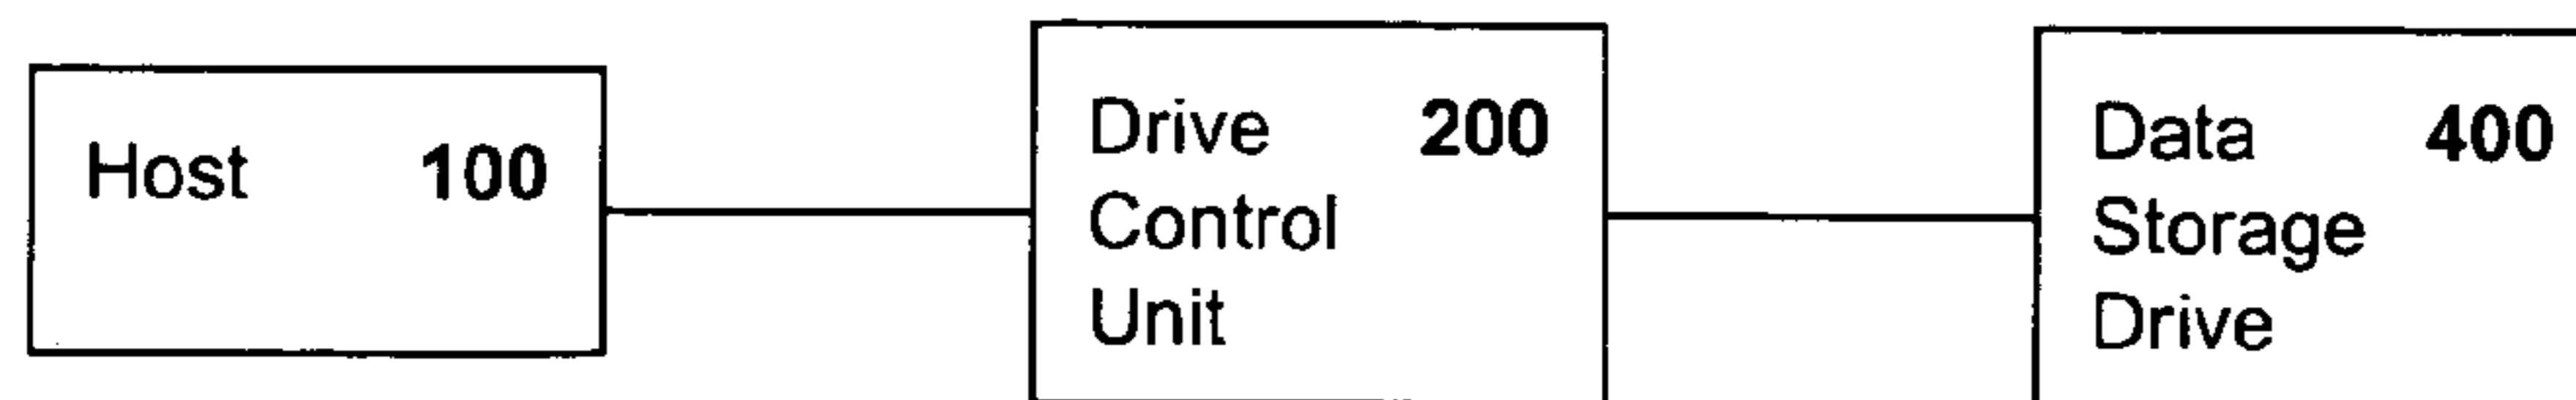 Host 100
Drive 200
Control
Unit
Data 400
Storage
Drive